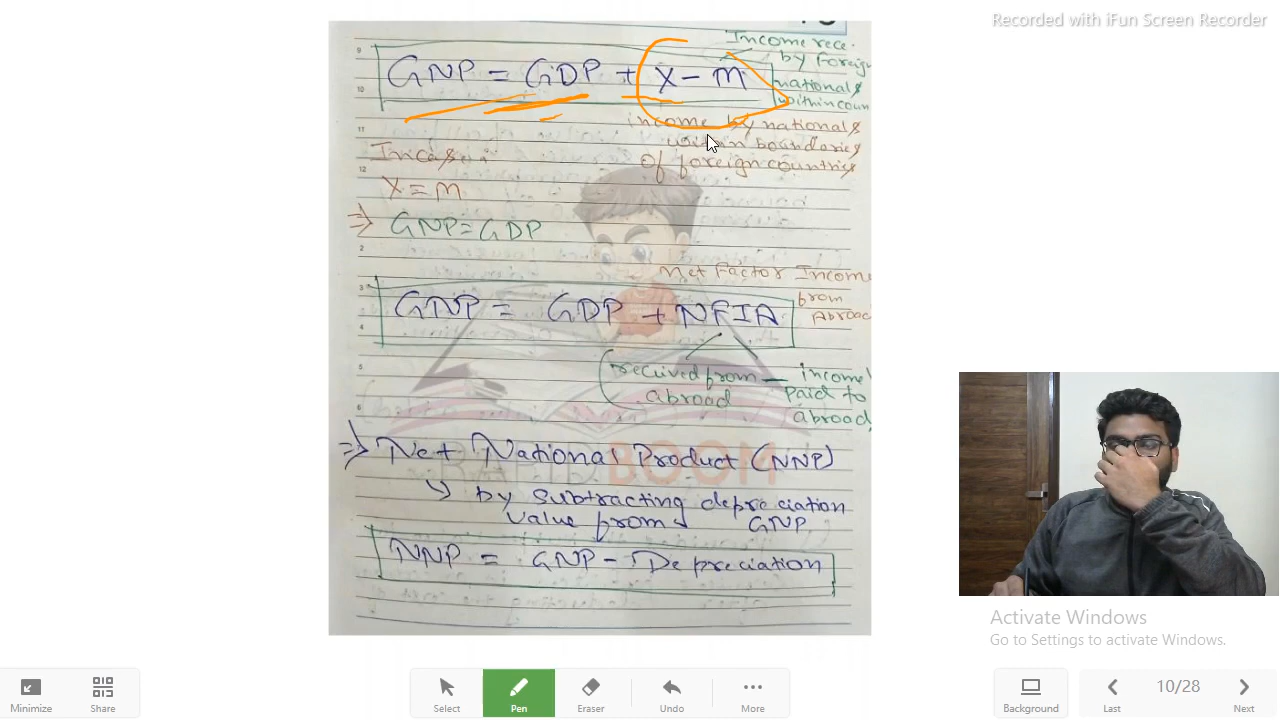 Recorded with iFun Screen Recorder
Income rece.
by Foreign
nationals
within coun
GNP = GDP + X - M
income by nationals
within boundaries
of foreign countries
Incase :
X = M
=> GNP = GDP
Net Factor Income
from
Abroad
GNP = GDP + NFIA
(received from — income
abroad paid to
abroad)
=> Net National Product (NNP)
↳ by subtracting depreciation
value from GNP
BOOM
NNP = GNP - Depreciation
Activate Windows
Go to Settings to activate Windows.
Minimize
Share
Select
Pen
Eraser
Undo
More
Background
Last
10/28
Next